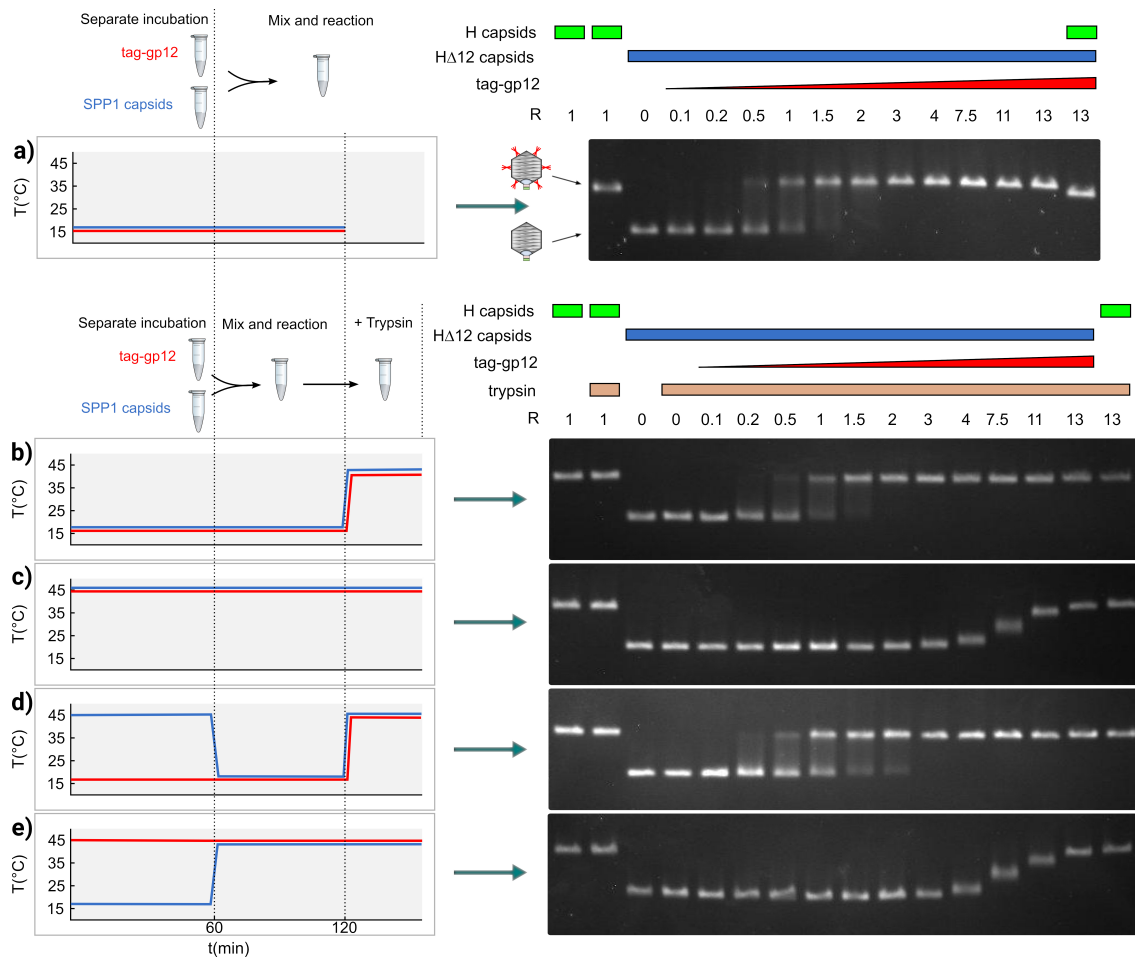 Separate incubation
Mix and reaction
tag-gp12
SPP1 capsids
H capsids
HΔ12 capsids
tag-gp12
R 1 1 0 0.1 0.2 0.5 1 1.5 2 3 4 7.5 11 13 13
a)
T(°C)
45
35
25
15
Separate incubation
Mix and reaction
+ Trypsin
tag-gp12
SPP1 capsids
H capsids
HΔ12 capsids
tag-gp12
trypsin
R 1 1 0 0 0.1 0.2 0.5 1 1.5 2 3 4 7.5 11 13 13
b)
T(°C)
45
35
25
15
c)
T(°C)
45
35
25
15
d)
T(°C)
45
35
25
15
e)
T(°C)
45
35
25
15
60 120
t(min)